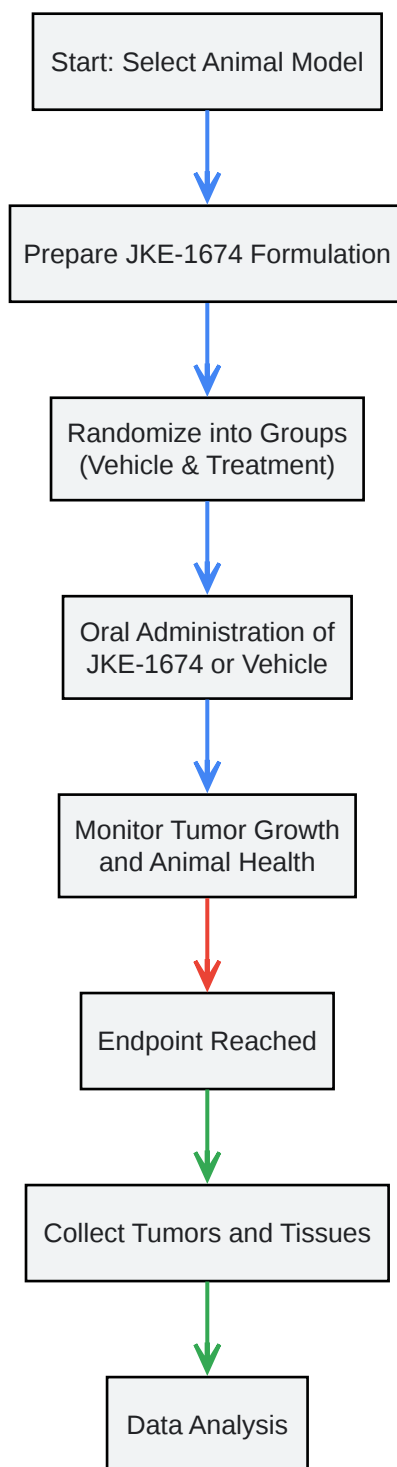 Start: Select Animal Model
Prepare JKE-1674 Formulation
Randomize into Groups
(Vehicle & Treatment)
Oral Administration of
JKE-1674 or Vehicle
Monitor Tumor Growth
and Animal Health
Endpoint Reached
Collect Tumors and Tissues
Data Analysis